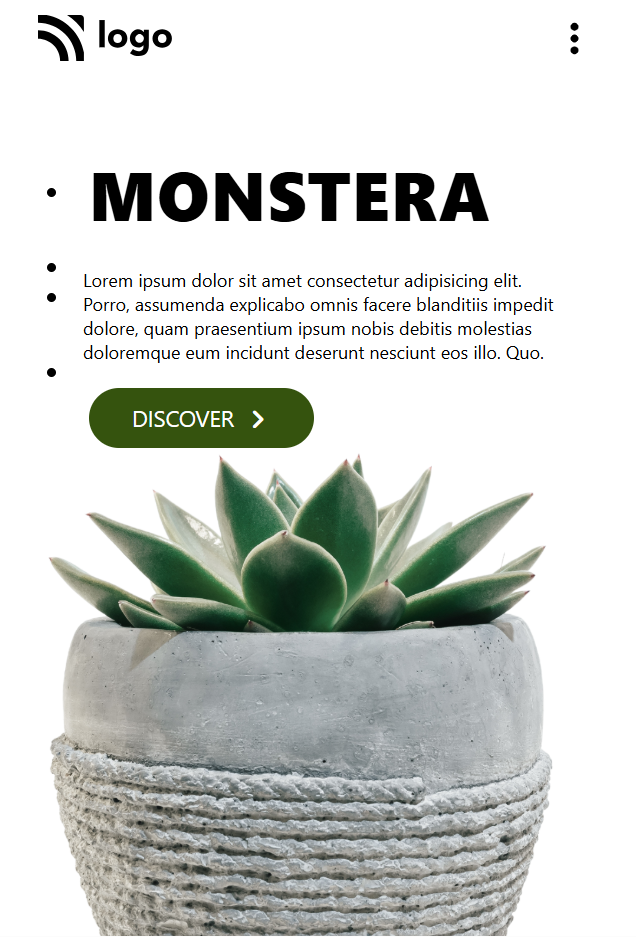 logo
MONSTERA
Lorem ipsum dolor sit amet consectetur adipisicing elit.
Porro, assumenda explicabo omnis facere blanditiis impedit
dolore, quam praesentium ipsum nobis debitis molestias
doloremque eum incidunt deserunt nesciunt eos illo. Quo.
DISCOVER